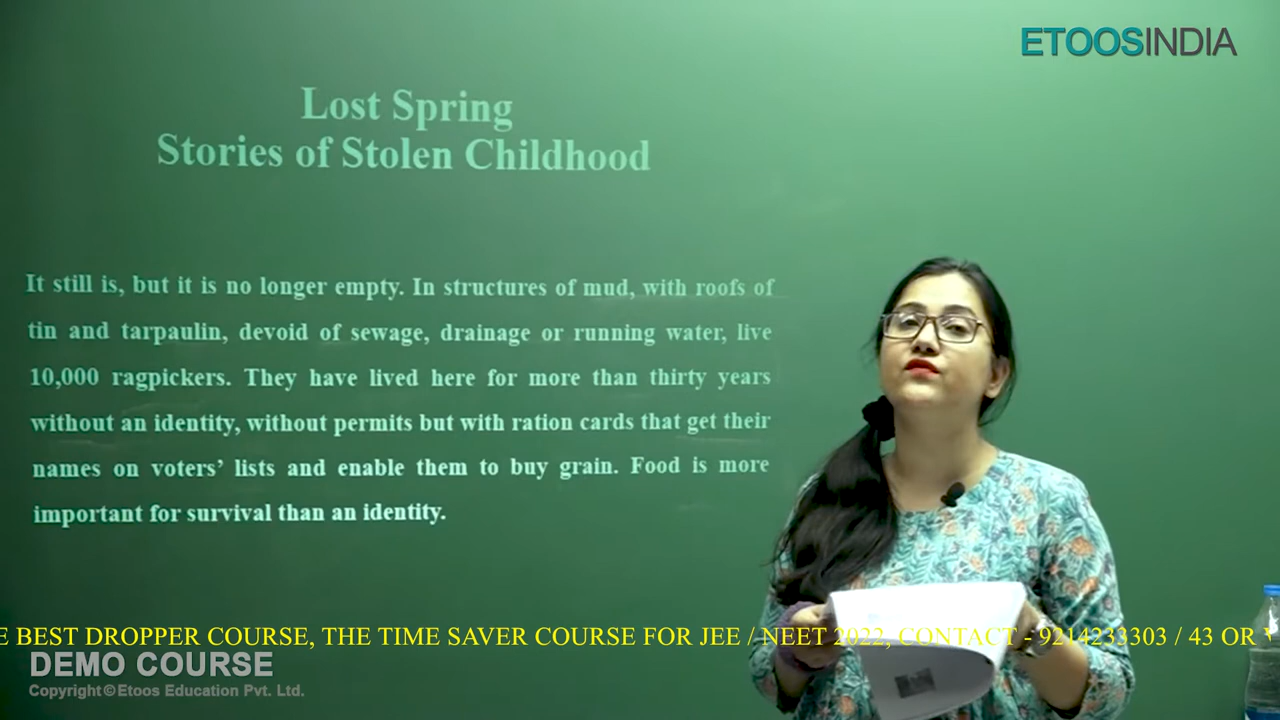 ETOOSINDIA
Lost Spring
Stories of Stolen Childhood
It still is, but it is no longer empty. In structures of mud, with roofs of
tin and tarpaulin, devoid of sewage, drainage or running water, live
10,000 ragpickers. They have lived here for more than thirty years
without an identity, without permits but with ration cards that get their
names on voters’ lists and enable them to buy grain. Food is more
important for survival than an identity.
E BEST DROPPER COURSE, THE TIME SAVER COURSE FOR JEE / NEET 2022, CONTACT - 9214233303 / 43 OR
DEMO COURSE
Copyright © Etoos Education Pvt. Ltd.